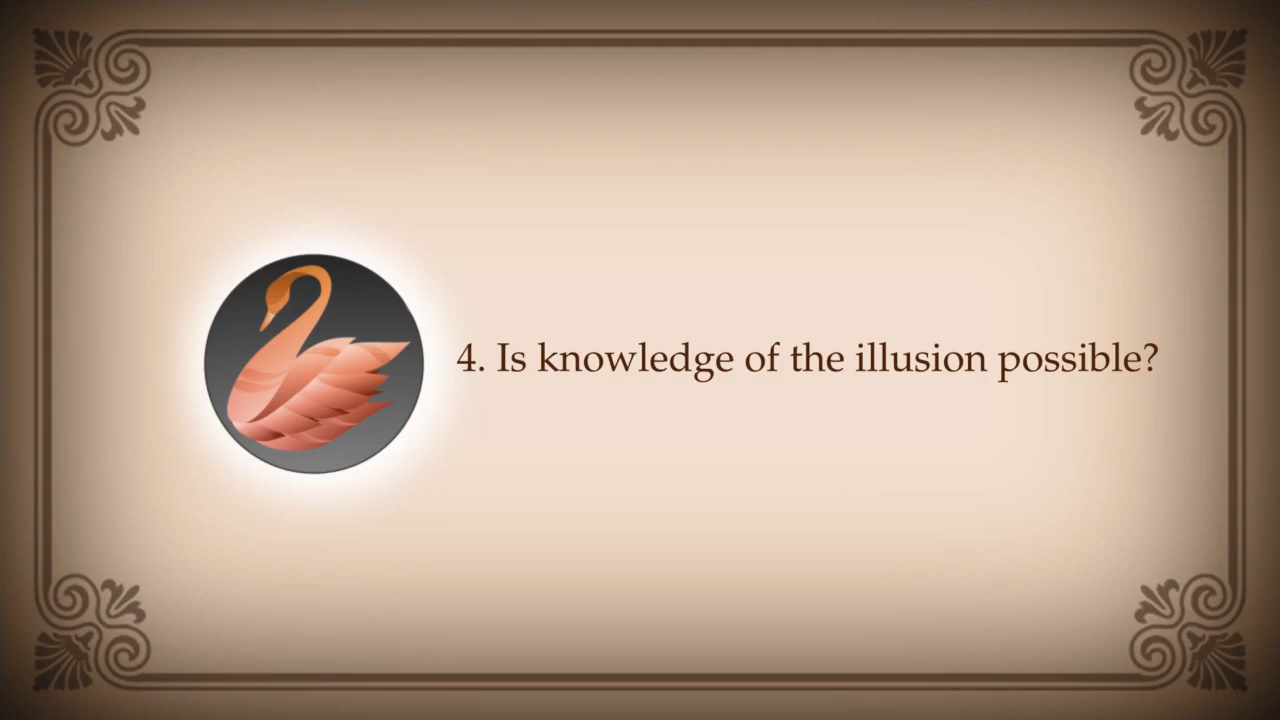 4. Is knowledge of the illusion possible?